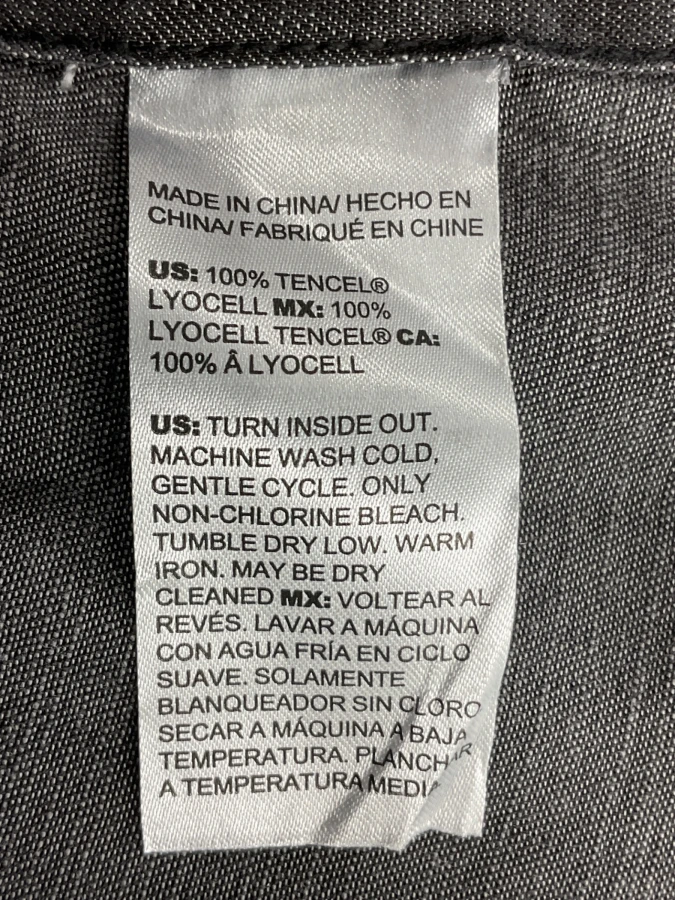 MADE IN CHINA/ HECHO EN
CHINA/ FABRIQUÉ EN CHINE
US: 100% TENCEL®
LYOCELL MX: 100%
LYOCELL TENCEL® CA:
100% Â LYOCELL
US: TURN INSIDE OUT.
MACHINE WASH COLD,
GENTLE CYCLE. ONLY
NON-CHLORINE BLEACH.
TUMBLE DRY LOW. WARM
IRON. MAY BE DRY
CLEANED MX: VOLTEAR AL
REVÉS. LAVAR A MÁQUINA
CON AGUA FRÍA EN CICLO
SUAVE. SOLAMENTE
BLANQUEADOR SIN CLORO
SECAR A MÁQUINA A BAJA
TEMPERATURA. PLANCHAR
A TEMPERATURA MEDIA